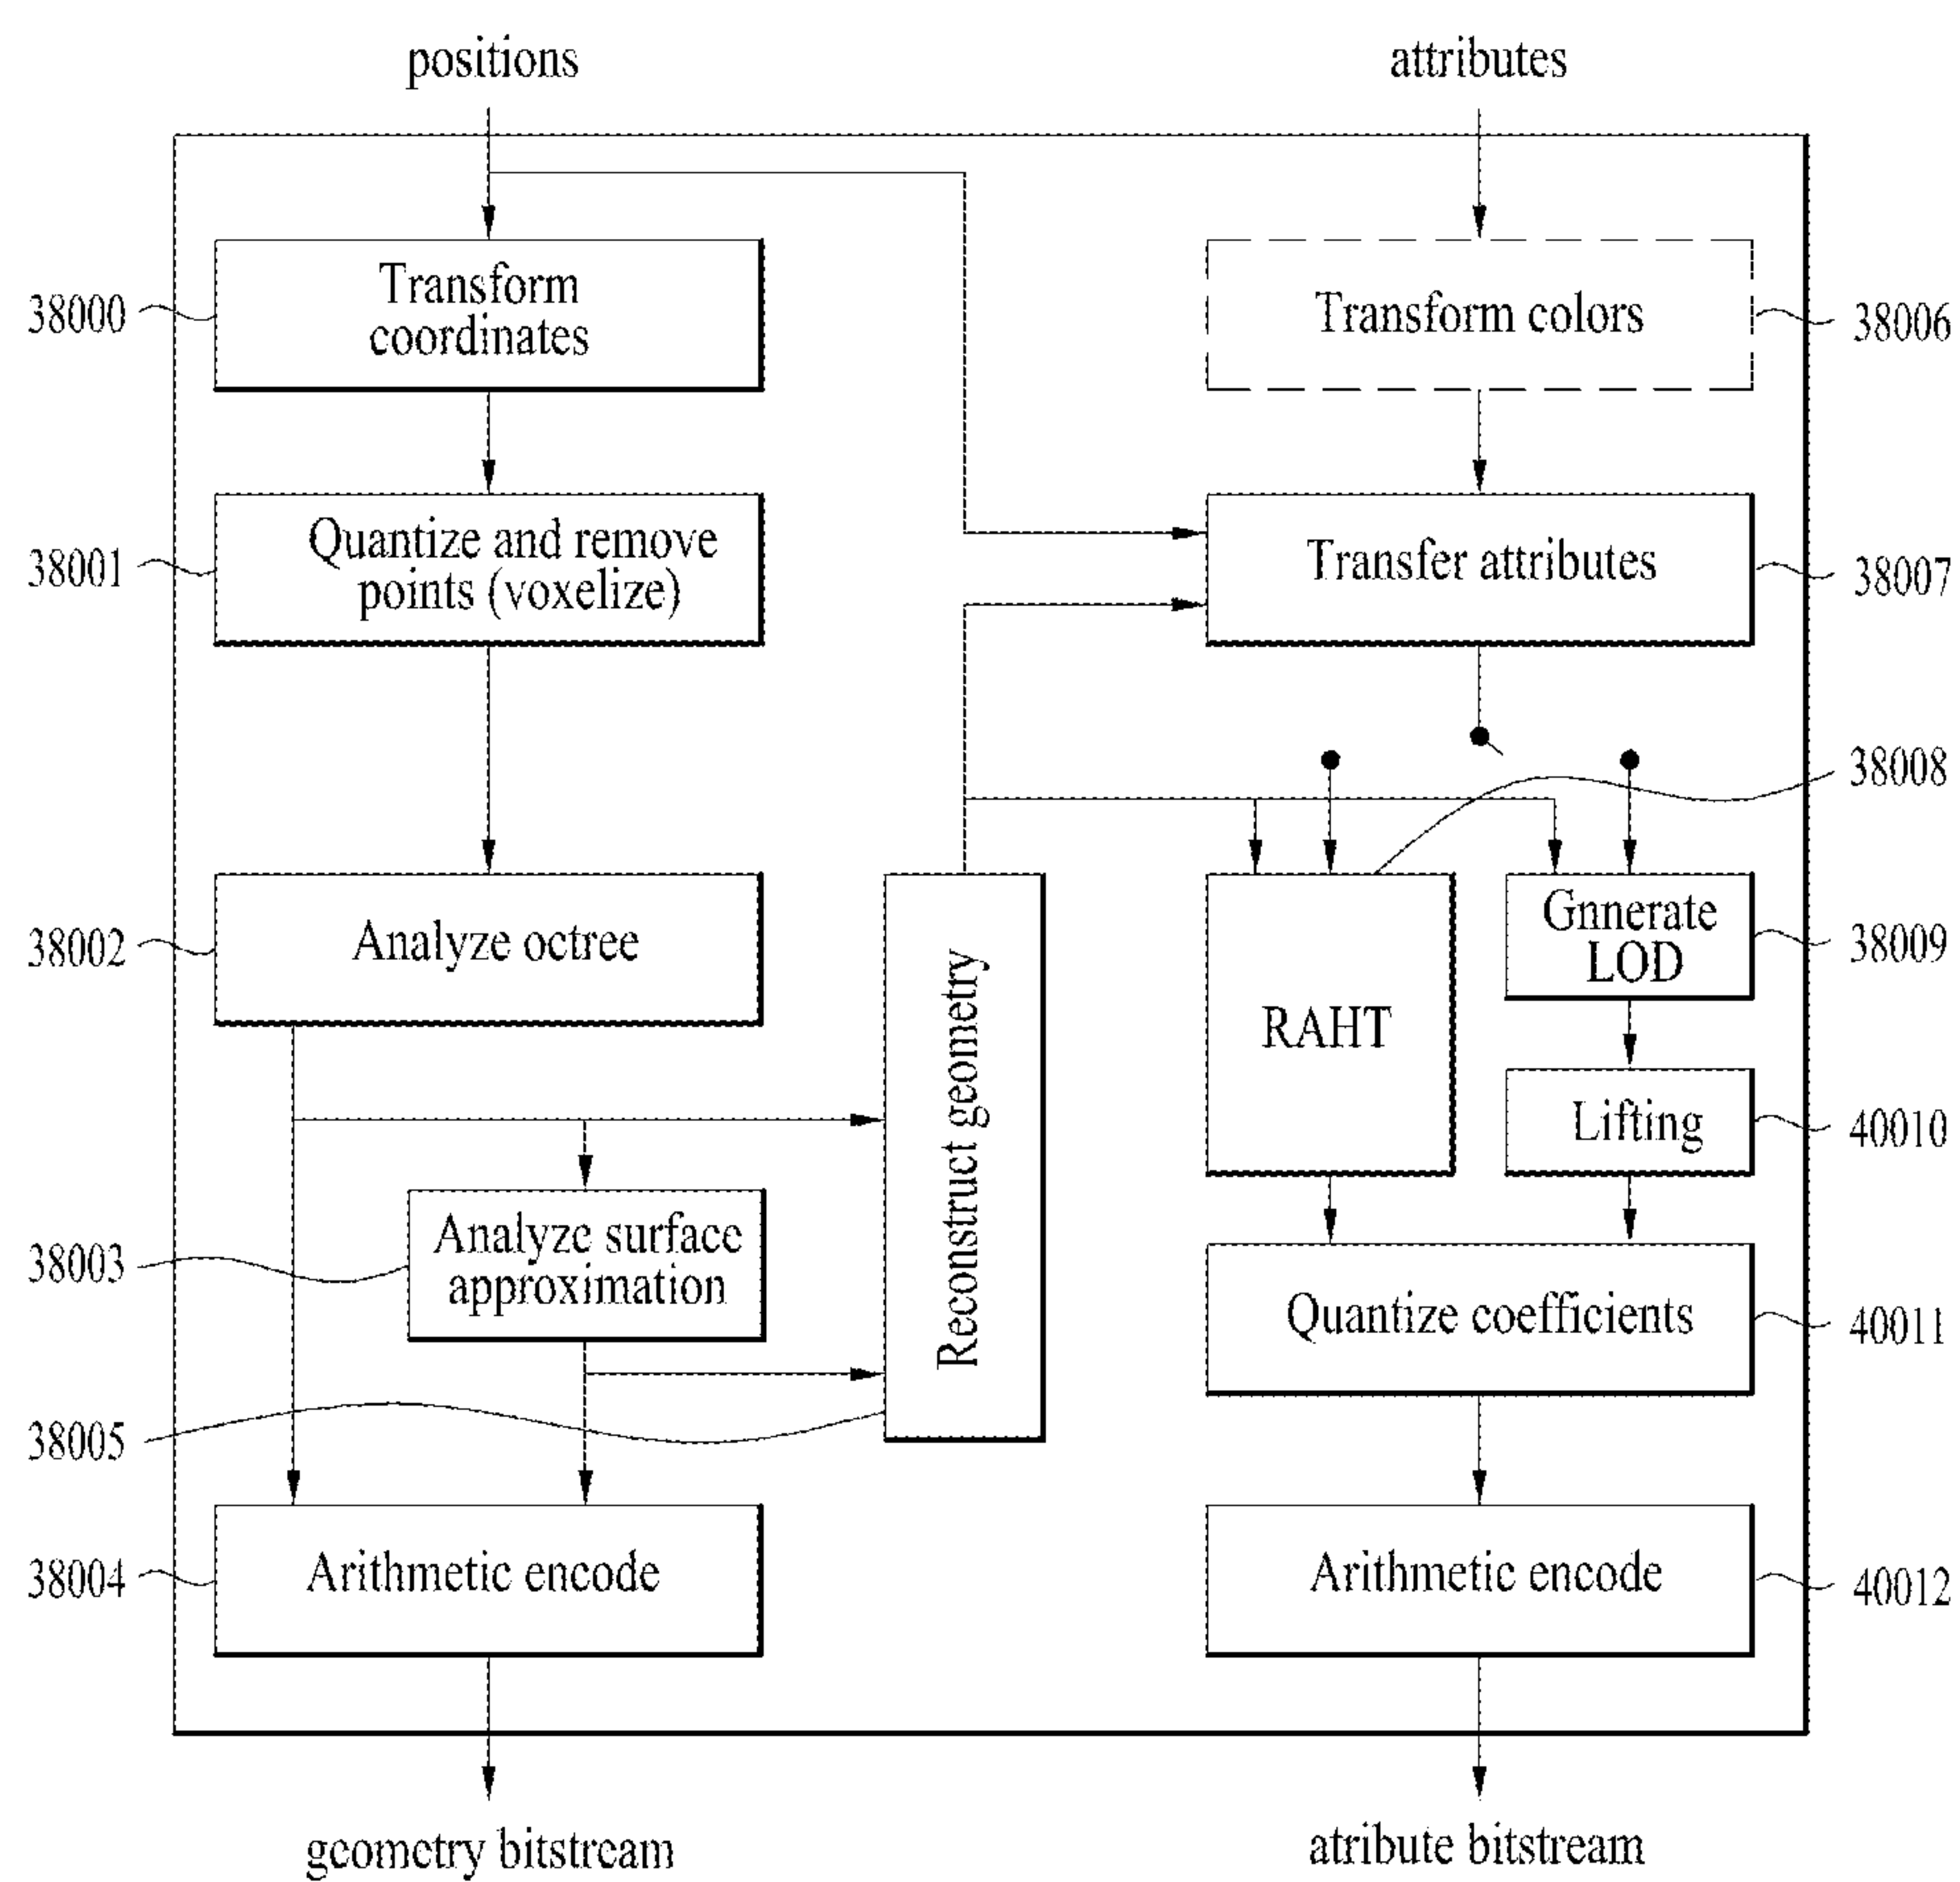 positions
attributes
Transform
coordinates
38000
Transform colors
38006
Quantize and remove
points (voxelize)
38001
Transfer attributes
38007
38008
Analyze octree
38002
Reconstruct geometry
RAHT
Gnnerate
LOD
38009
Lifting
40010
Analyze surface
approximation
38003
Quantize coefficients
40011
38005
Arithmetic encode
38004
Arithmetic encode
40012
geometry bitstream
atribute bitstream